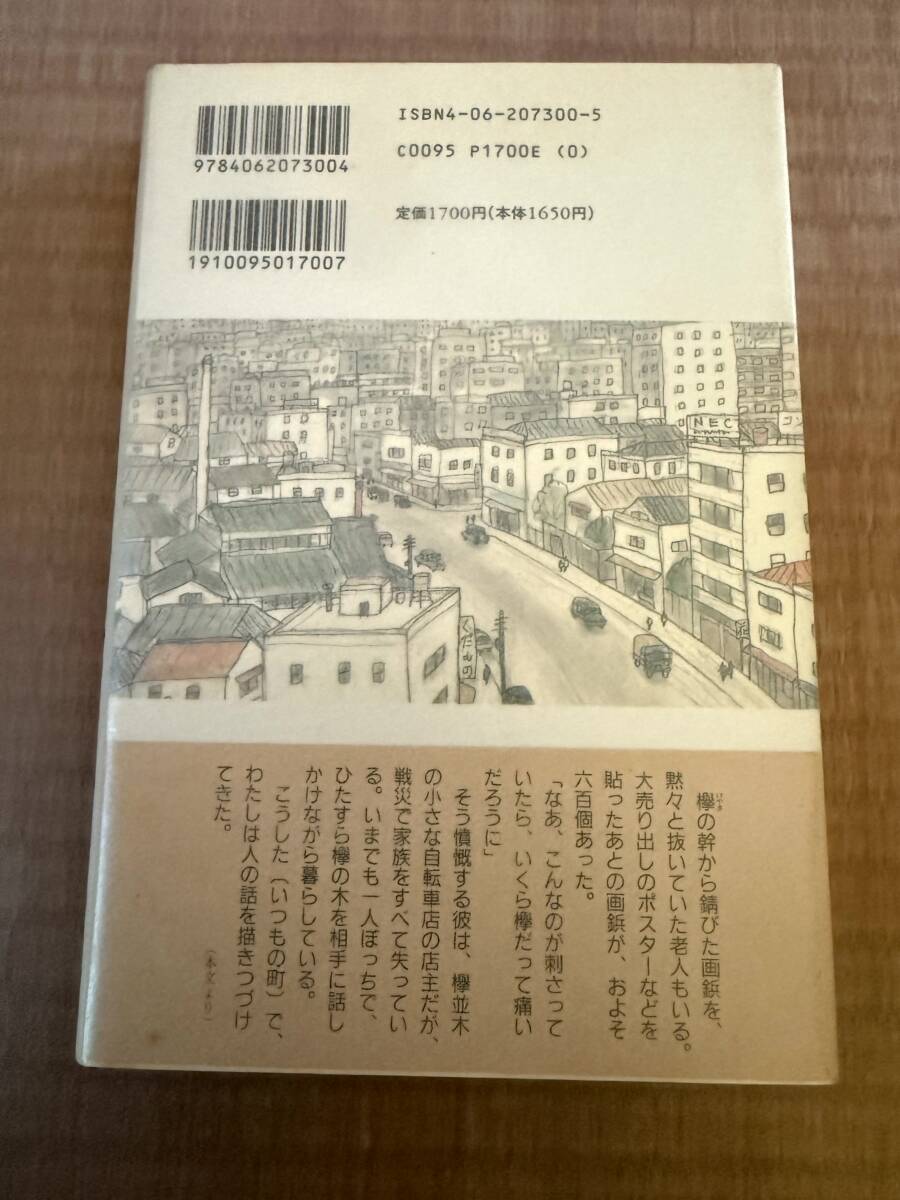 ISBN4-06-207300-5
9784062073004
C0095 P1700E (0)
定価1700円(本体1650円)
1910095017007
NEC
くだもの
欅の幹から錆びた画鋲を、
けやき
黙々と抜いていた老人もいる。
大売り出しのポスターなどを
貼ったあとの画鋲が、およそ
六百個あった。
「なあ、こんなのが刺さって
いたら、いくら欅だって痛い
だろうに」
そう憤慨する彼は、欅並木
の小さな自転車店の店主だが、
戦災で家族をすべて失ってい
る。いまでも一人ぼっちで、
ひたすら欅の木を相手に話し
かけながら暮らしている。
こうした〔いつもの町〕で、
わたしは人の話を描きつづけ
てきた。
(本文より)